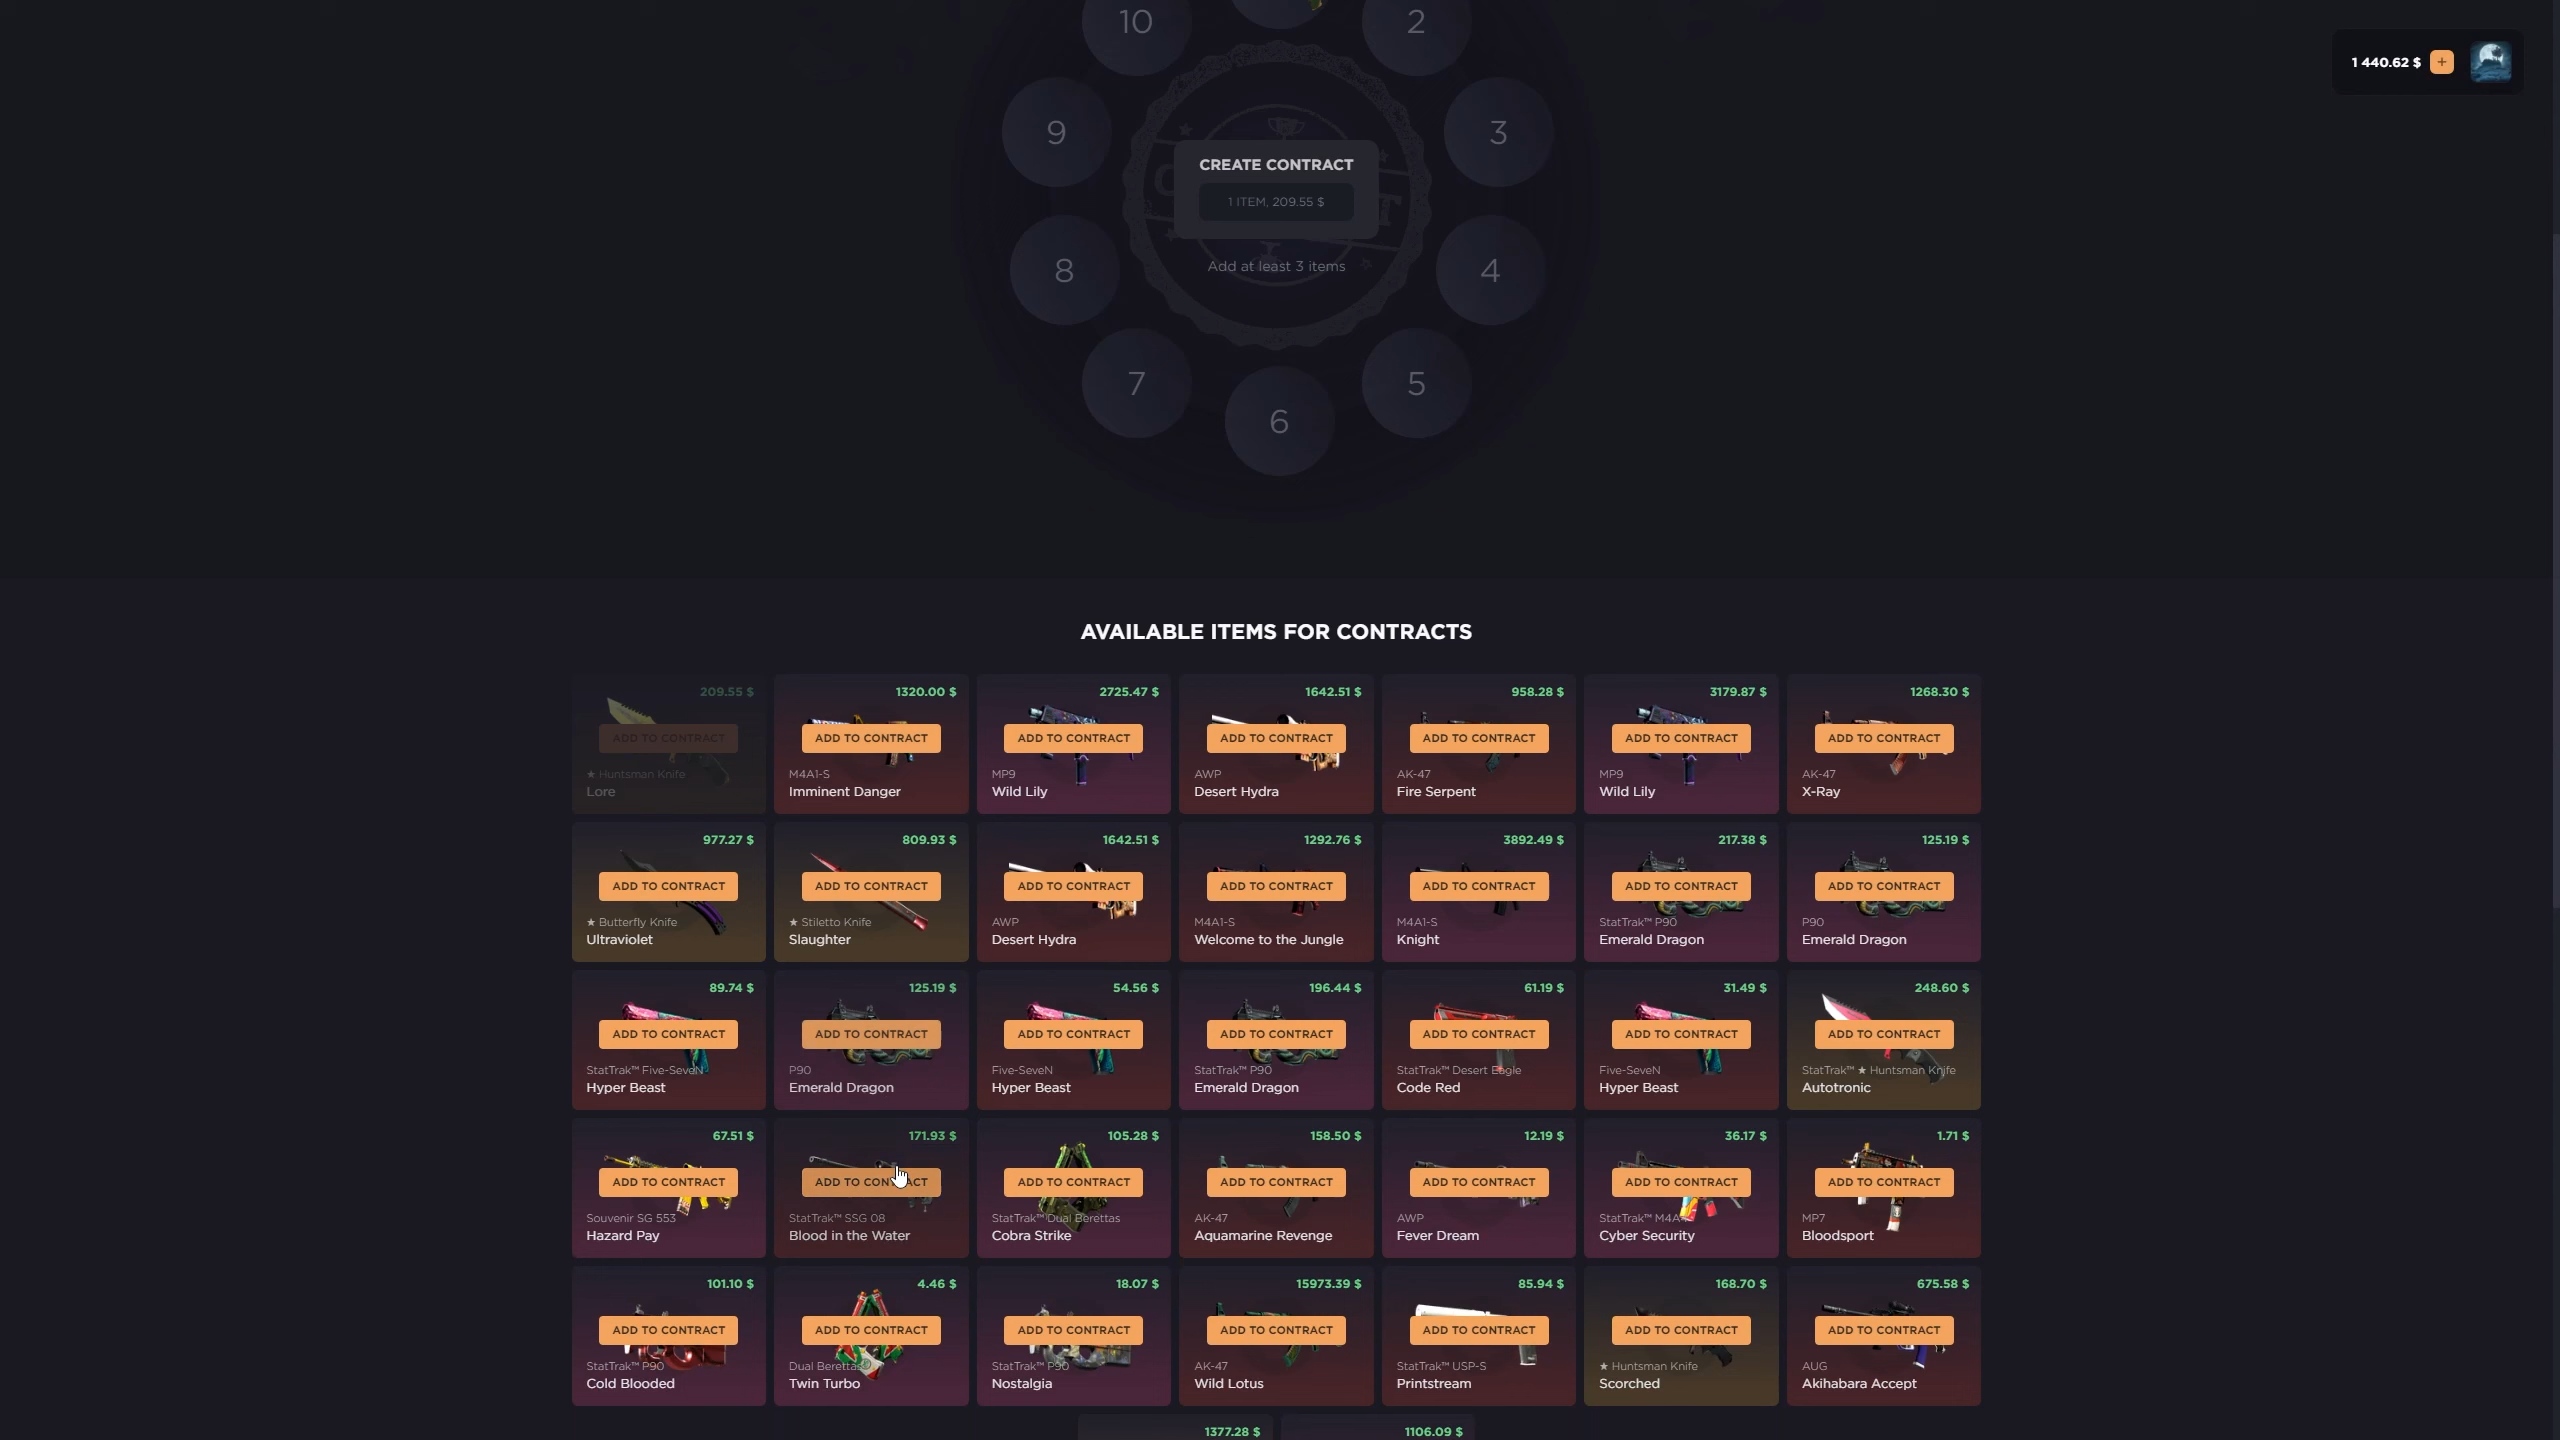 10
2
1 440.62 $ +
9
3
CREATE CONTRACT
1 ITEM, 209.55 $
Add at least 3 items
8
4
7
5
6
AVAILABLE ITEMS FOR CONTRACTS
209.55 $
ADD TO CONTRACT
★ Huntsman Knife
Lore
1320.00 $
ADD TO CONTRACT
M4A1-S
Imminent Danger
2725.47 $
ADD TO CONTRACT
MP9
Wild Lily
1642.51 $
ADD TO CONTRACT
AWP
Desert Hydra
958.28 $
ADD TO CONTRACT
AK-47
Fire Serpent
3179.87 $
ADD TO CONTRACT
MP9
Wild Lily
1268.30 $
ADD TO CONTRACT
AK-47
X-Ray
977.27 $
ADD TO CONTRACT
★ Butterfly Knife
Ultraviolet
809.93 $
ADD TO CONTRACT
★ Stiletto Knife
Slaughter
1642.51 $
ADD TO CONTRACT
AWP
Desert Hydra
1292.76 $
ADD TO CONTRACT
M4A1-S
Welcome to the Jungle
3892.49 $
ADD TO CONTRACT
M4A1-S
Knight
217.38 $
ADD TO CONTRACT
StatTrak™ P90
Emerald Dragon
125.19 $
ADD TO CONTRACT
P90
Emerald Dragon
89.74 $
ADD TO CONTRACT
StatTrak™ Five-SeveN
Hyper Beast
125.19 $
ADD TO CONTRACT
P90
Emerald Dragon
54.56 $
ADD TO CONTRACT
Five-SeveN
Hyper Beast
196.44 $
ADD TO CONTRACT
StatTrak™ P90
Emerald Dragon
61.19 $
ADD TO CONTRACT
StatTrak™ Desert Eagle
Code Red
31.49 $
ADD TO CONTRACT
Five-SeveN
Hyper Beast
248.60 $
ADD TO CONTRACT
StatTrak™ ★ Huntsman Knife
Autotronic
67.51 $
ADD TO CONTRACT
Souvenir SG 553
Hazard Pay
171.93 $
ADD TO CONTRACT
StatTrak™ SSG 08
Blood in the Water
105.28 $
ADD TO CONTRACT
StatTrak™ Dual Berettas
Cobra Strike
158.50 $
ADD TO CONTRACT
AK-47
Aquamarine Revenge
12.19 $
ADD TO CONTRACT
AWP
Fever Dream
36.17 $
ADD TO CONTRACT
StatTrak™
Cyber Security
1.71 $
ADD TO CONTRACT
MP7
Bloodsport
101.10 $
ADD TO CONTRACT
StatTrak™ P90
Cold Blooded
4.46 $
ADD TO CONTRACT
Dual Berettas
Twin Turbo
18.07 $
ADD TO CONTRACT
StatTrak™ P90
Nostalgia
15973.39 $
ADD TO CONTRACT
AK-47
Wild Lotus
85.94 $
ADD TO CONTRACT
StatTrak™ USP-S
Printstream
168.70 $
ADD TO CONTRACT
★ Huntsman Knife
Scorched
675.58 $
ADD TO CONTRACT
AUG
Akihabara Accept
1377.28 $
1106.09 $